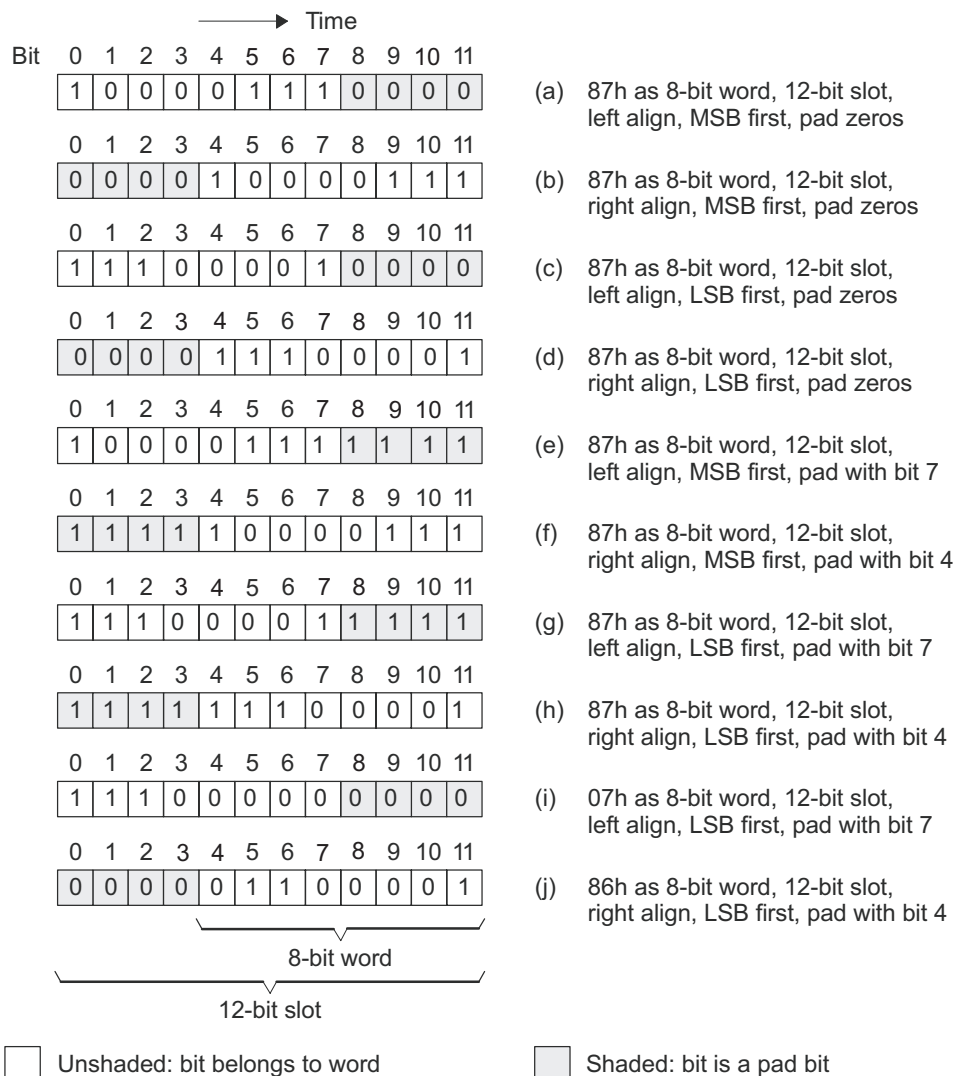 Time
Bit 0 1 2 3 4 5 6 7 8 9 10 11
1 0 0 0 0 1 1 1 0 0 0 0
(a) 87h as 8-bit word, 12-bit slot,
left align, MSB first, pad zeros
0 1 2 3 4 5 6 7 8 9 10 11
0 0 0 0 1 0 0 0 0 1 1 1
(b) 87h as 8-bit word, 12-bit slot,
right align, MSB first, pad zeros
0 1 2 3 4 5 6 7 8 9 10 11
1 1 1 0 0 0 0 1 0 0 0 0
(c) 87h as 8-bit word, 12-bit slot,
left align, LSB first, pad zeros
0 1 2 3 4 5 6 7 8 9 10 11
0 0 0 0 1 1 1 0 0 0 0 1
(d) 87h as 8-bit word, 12-bit slot,
right align, LSB first, pad zeros
0 1 2 3 4 5 6 7 8 9 10 11
1 0 0 0 0 1 1 1 1 1 1 1
(e) 87h as 8-bit word, 12-bit slot,
left align, MSB first, pad with bit 7
0 1 2 3 4 5 6 7 8 9 10 11
1 1 1 1 1 0 0 0 0 1 1 1
(f) 87h as 8-bit word, 12-bit slot,
right align, MSB first, pad with bit 4
0 1 2 3 4 5 6 7 8 9 10 11
1 1 1 0 0 0 0 1 1 1 1 1
(g) 87h as 8-bit word, 12-bit slot,
left align, LSB first, pad with bit 7
0 1 2 3 4 5 6 7 8 9 10 11
1 1 1 1 1 1 1 0 0 0 0 1
(h) 87h as 8-bit word, 12-bit slot,
right align, LSB first, pad with bit 4
0 1 2 3 4 5 6 7 8 9 10 11
1 1 1 0 0 0 0 0 0 0 0 0
(i) 07h as 8-bit word, 12-bit slot,
left align, LSB first, pad with bit 7
0 1 2 3 4 5 6 7 8 9 10 11
0 0 0 0 0 1 1 0 0 0 0 1
(j) 86h as 8-bit word, 12-bit slot,
right align, LSB first, pad with bit 4
8-bit word
12-bit slot
Unshaded: bit belongs to word
Shaded: bit is a pad bit